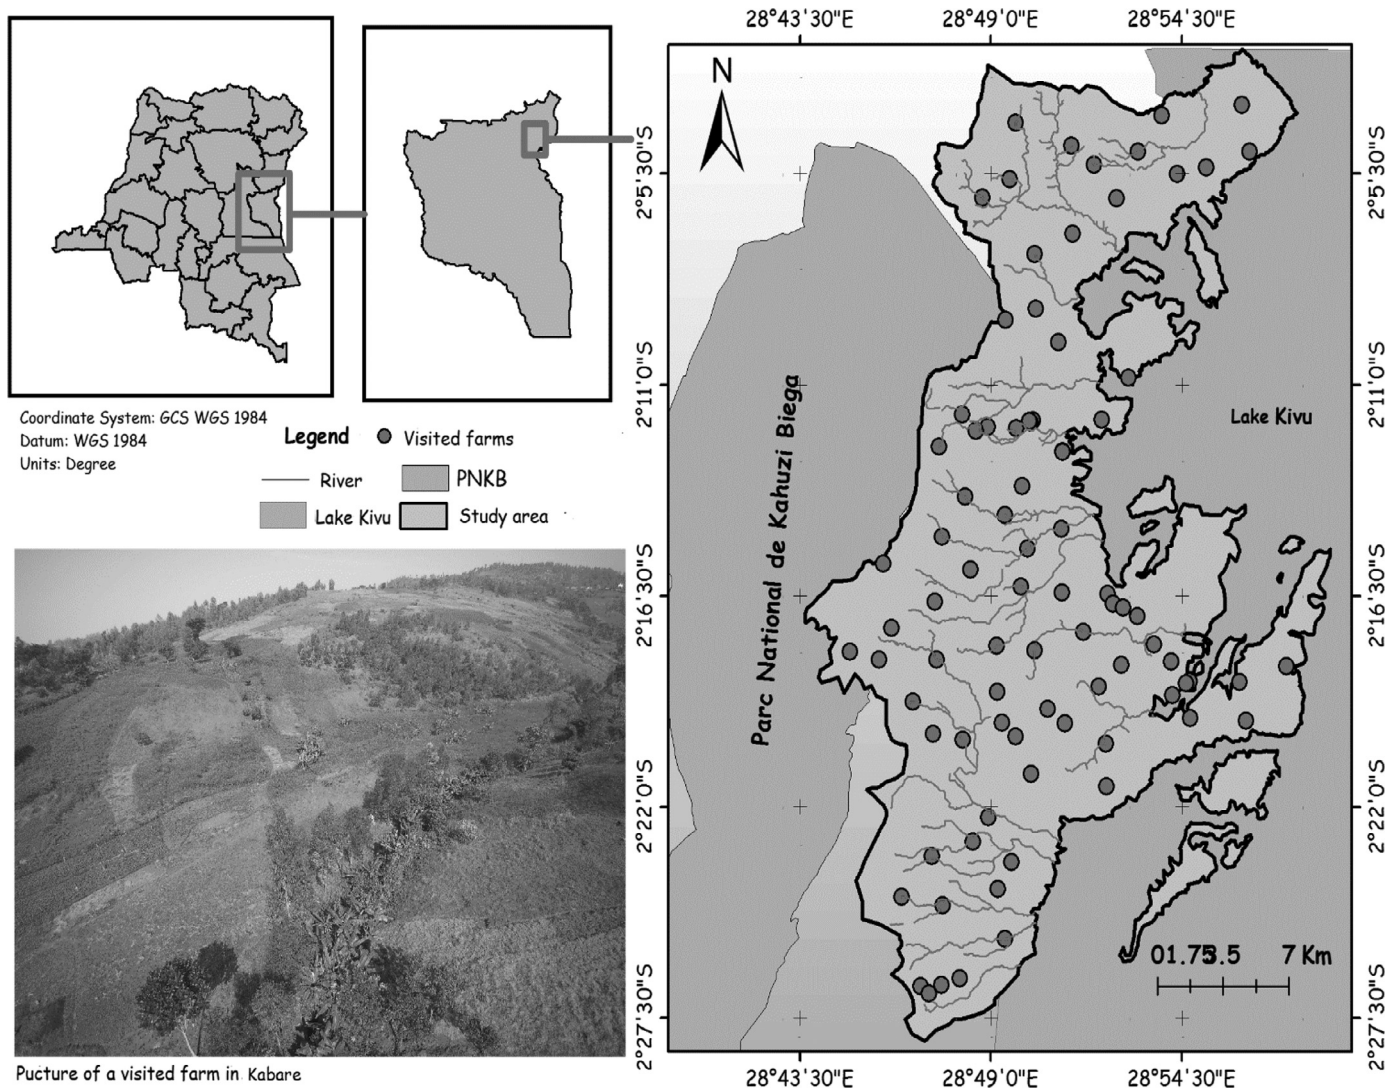 28°43'30"E 28°49'0"E 28°54'30"E
N
2°5'30"S 2°5'30"S
2°11'0"S 2°11'0"S
Coordinate System: GCS WGS 1984
Datum: WGS 1984
Units: Degree
Legend Visited farms
River PNKB
Lake Kivu Study area
Parc National de Kahuzi Biega
Lake Kivu
2°16'30"S 2°16'30"S
2°22'0"S 2°22'0"S
01.753.5 7 Km
2°27'30"S 2°27'30"S
Pucture of a visited farm in Kabare
28°43'30"E 28°49'0"E 28°54'30"E